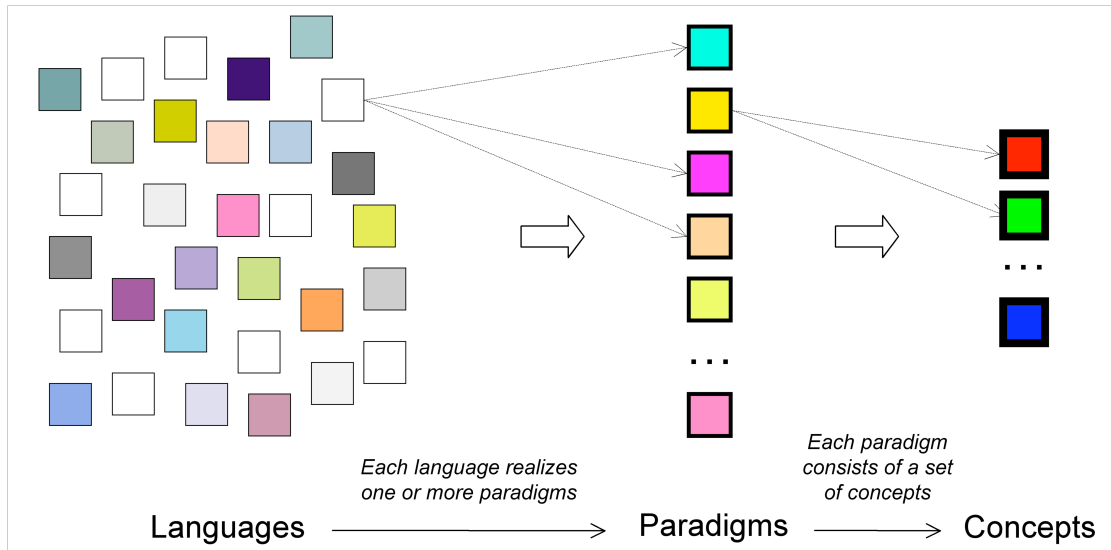 ...
...
Each language realizes
one or more paradigms
Each paradigm
consists of a set
of concepts
Languages
Paradigms
Concepts